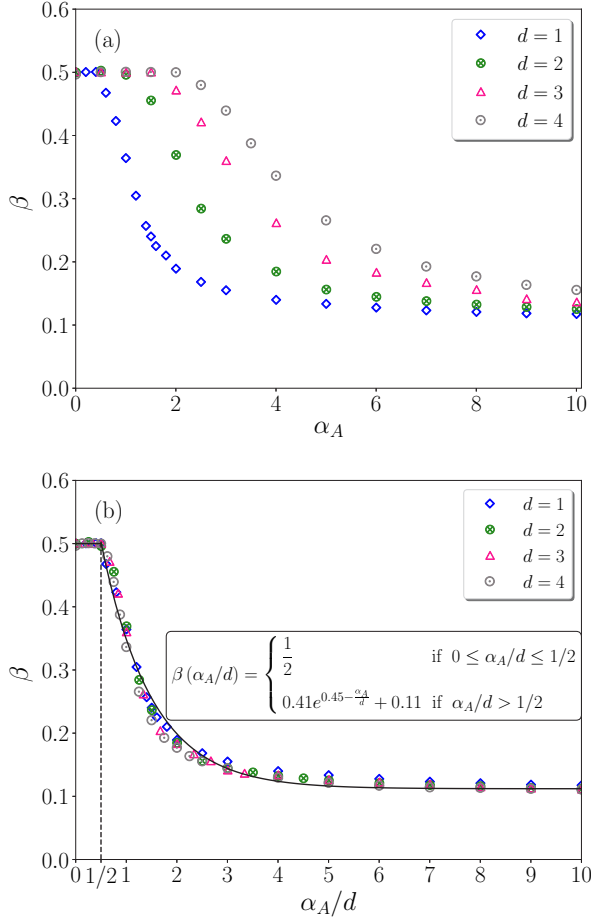 0.6
(a)
d = 1
d = 2
d = 3
d = 4
0.5
0.4
0.3
0.2
0.1
0.0
β
0 2 4 6 8 10
α_A
0.6
(b)
d = 1
d = 2
d = 3
d = 4
0.5
0.4
0.3
0.2
0.1
0.0
β
β (α_A/d) = { 1/2 if 0 ≤ α_A/d ≤ 1/2
0.41e^{0.45−\frac{α_A}{d}} + 0.11 if α_A/d > 1/2
0 1/2 1 2 3 4 5 6 7 8 9 10
α_A/d